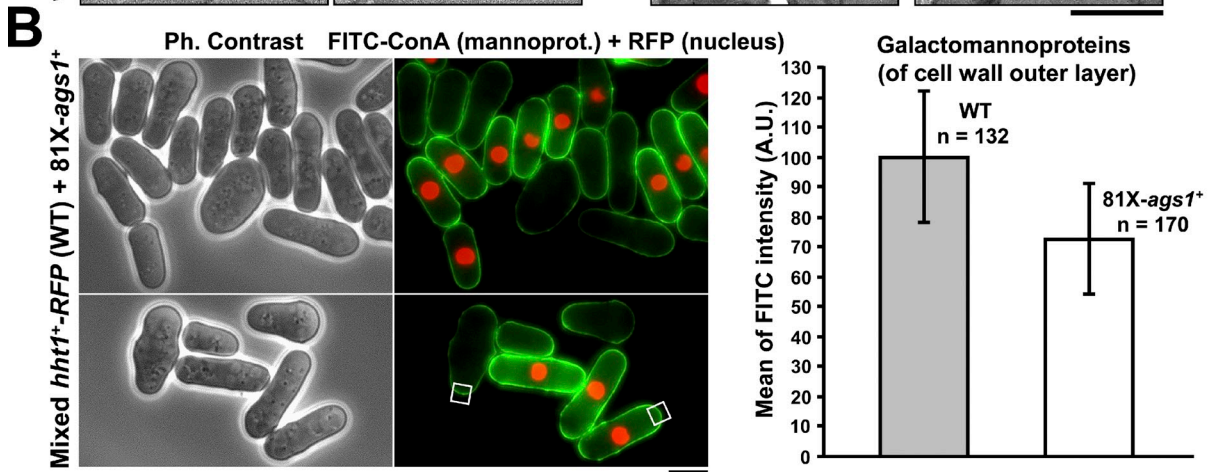 B
Mixed hht1+-RFP (WT) + 81X-ags1+
Ph. Contrast
FITC-ConA (mannoprot.) + RFP (nucleus)
Galactomannoproteins
(of cell wall outer layer)
Mean of FITC intensity (A.U.)
130
120
110
100
90
80
70
60
50
40
30
20
10
0
WT
n = 132
81X-ags1+
n = 170